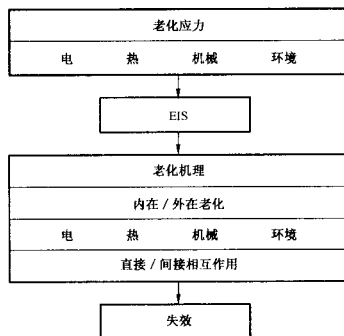 老化应力
电 热 机械 环境
EIS
老化机理
内在/外在老化
电 热 机械 环境
直接/间接相互作用
失效